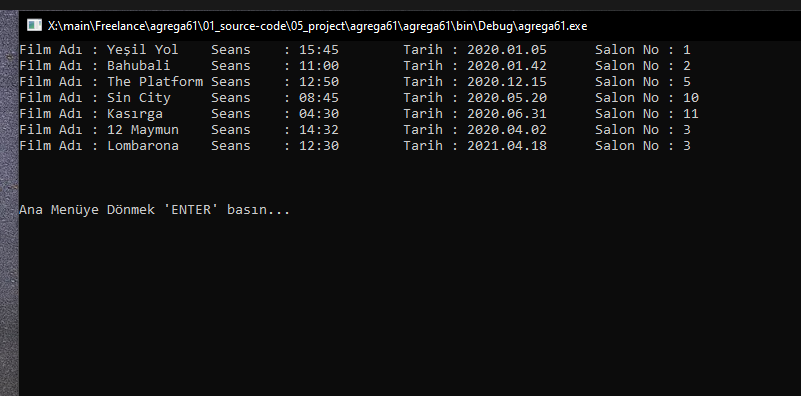 X:\main\Freelance\agrega61\01_source-code\05_project\agrega61\agrega61\bin\Debug\agrega61.exe
Film Adı : Yeşil Yol Seans : 15:45 Tarih : 2020.01.05 Salon No : 1
Film Adı : Bahubali Seans : 11:00 Tarih : 2020.01.42 Salon No : 2
Film Adı : The Platform Seans : 12:50 Tarih : 2020.12.15 Salon No : 5
Film Adı : Sin City Seans : 08:45 Tarih : 2020.05.20 Salon No : 10
Film Adı : Kasırga Seans : 04:30 Tarih : 2020.06.31 Salon No : 11
Film Adı : 12 Maymun Seans : 14:32 Tarih : 2020.04.02 Salon No : 3
Film Adı : Lombarona Seans : 12:30 Tarih : 2021.04.18 Salon No : 3
Ana Menüye Dönmek 'ENTER' basın...